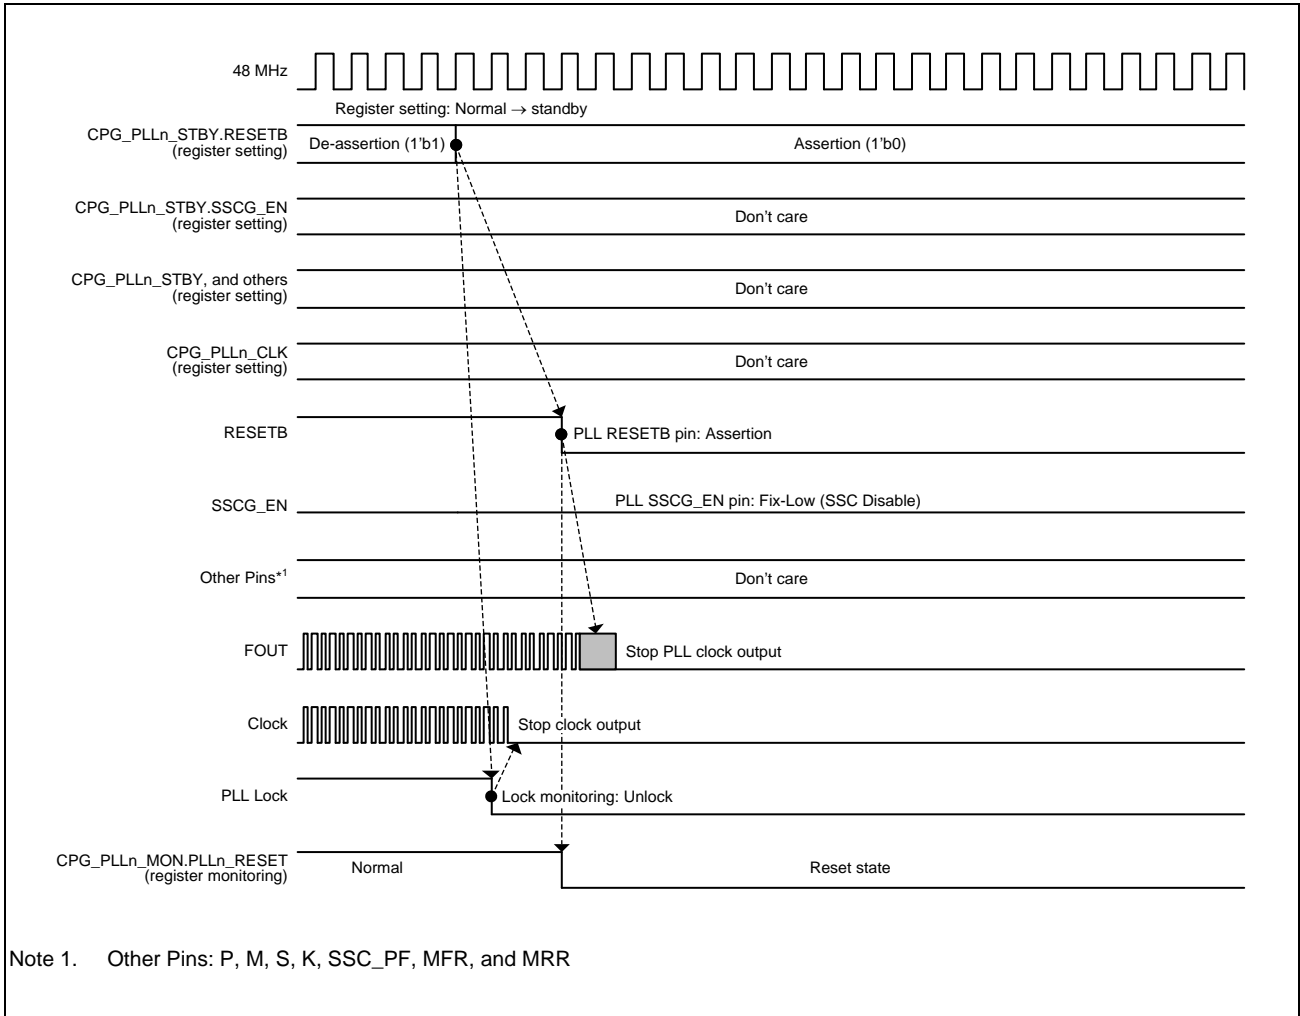 48 MHz
Register setting: Normal → standby
CPG_PLLn_STBY.RESETB
(register setting)
De-assertion (1'b1)
Assertion (1'b0)
CPG_PLLn_STBY.SSCG_EN
(register setting)
Don't care
CPG_PLLn_STBY, and others
(register setting)
Don't care
CPG_PLLn_CLK
(register setting)
Don't care
RESETB
PLL RESETB pin: Assertion
SSCG_EN
PLL SSCG_EN pin: Fix-Low (SSC Disable)
Other Pins*1
Don't care
FOUT
Stop PLL clock output
Clock
Stop clock output
PLL Lock
Lock monitoring: Unlock
CPG_PLLn_MON.PLLn_RESET
(register monitoring)
Normal
Reset state
Note 1. Other Pins: P, M, S, K, SSC_PF, MFR, and MRR